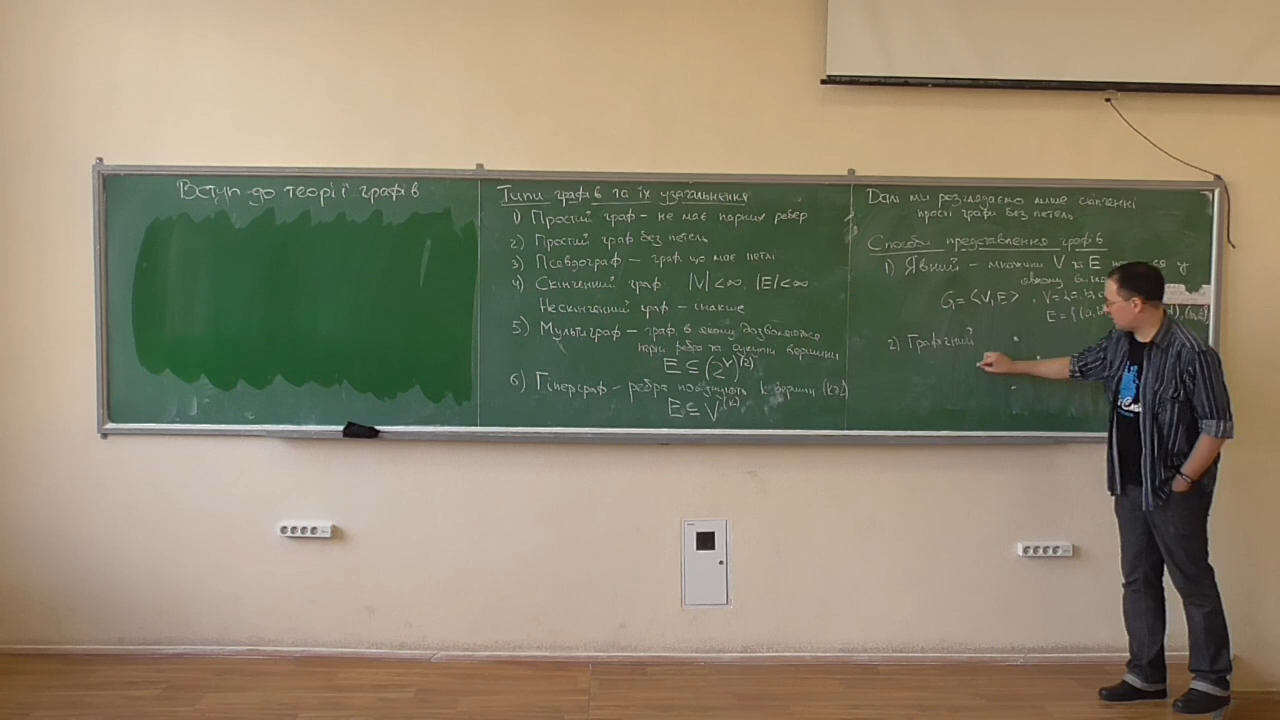 Вступ до теорії графів
Типи графів та їх узагальнення
1) Простий граф – не має парних ребер
2) Простий граф без петель
3) Псевдограф – граф, що має петлі
4) Скінченний граф |V| < ∞, |E| < ∞
Нескінченний граф – інакше
5) Мультиграф – граф, в якому дозволяються
парні ребра та вершини
E ⊆ (2^V)^(2)
6) Гіперграф – ребра поєднують k вершин (k>2)
E ⊆ V^(k)
Далі ми розглядаємо лише скінченні
прості графи без петель
Способи представлення графів
1) Явний – множини V та E у
явному
G = <V, E>, V = {a, b, c
E = {(a, b
2) Графічний